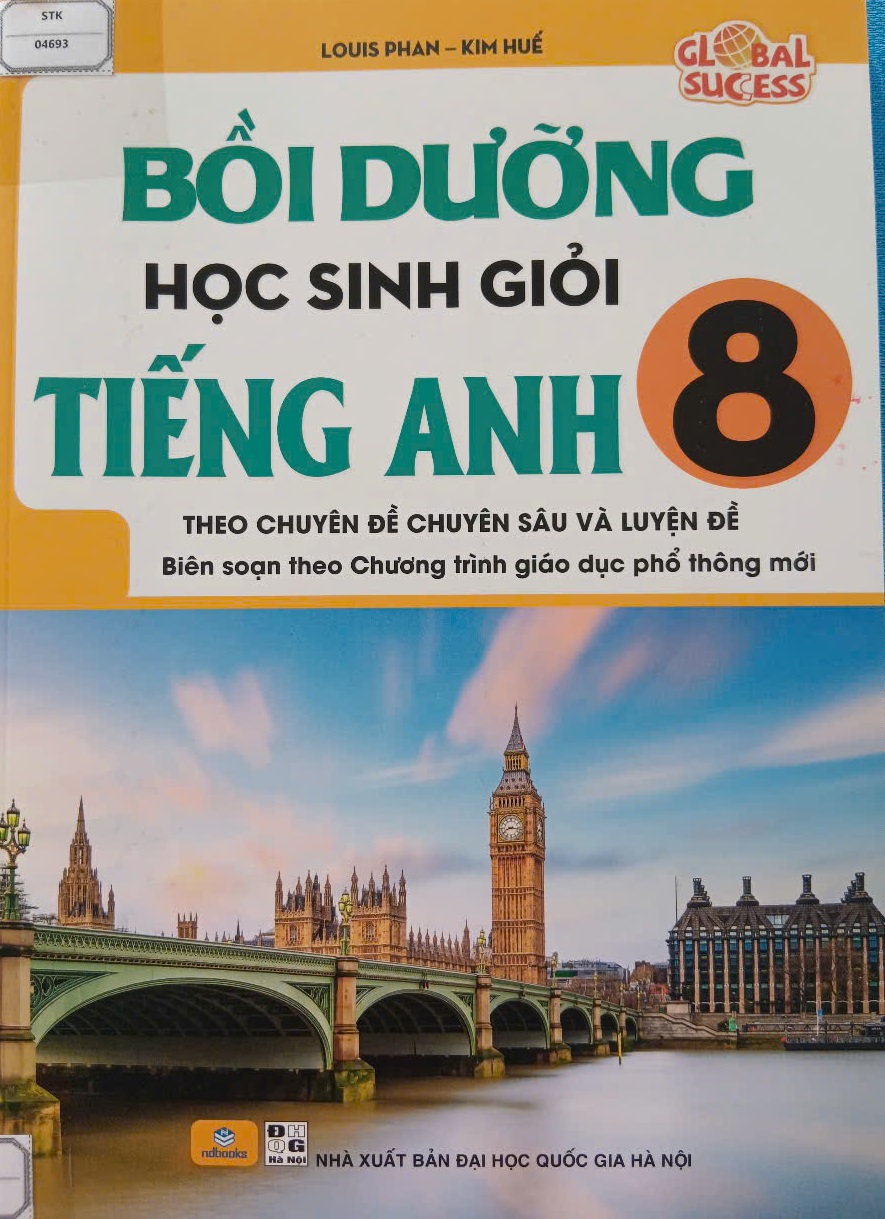 STK
04693
LOUIS PHAN – KIM HUẾ
GLOBAL
SUCCESS
BỒI DƯỠNG
HỌC SINH GIỎI
TIẾNG ANH 8
THEO CHUYÊN ĐỀ CHUYÊN SÂU VÀ LUYỆN ĐỀ
Biên soạn theo Chương trình giáo dục phổ thông mới
ndbooks
ĐH
QG
Hà Nội
NHÀ XUẤT BẢN ĐẠI HỌC QUỐC GIA HÀ NỘI